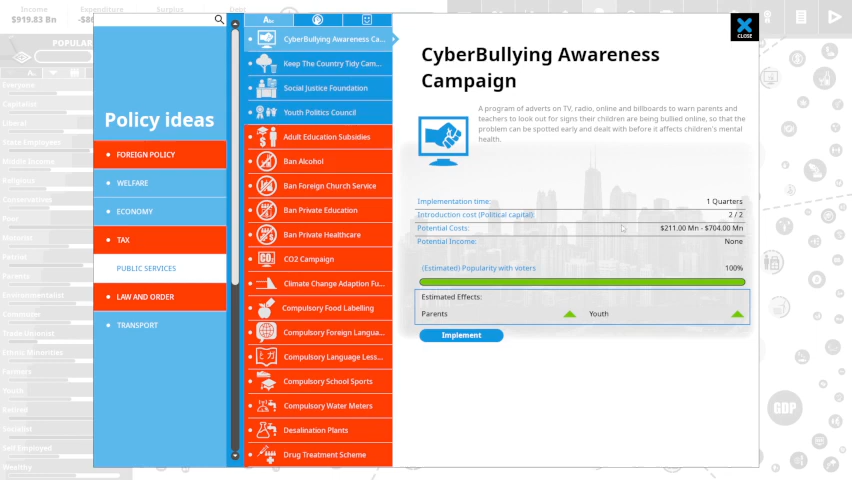 Income
Expenditure
Surplus
Debt
$919.83 Bn
POPULAR
Everyone
Capitalist
Liberal
State Employees
Middle Income
Religious
Conservatives
Poor
Motorist
Patriot
Parents
Environmentalist
Commuter
TradeUnionist
Ethnic Minorities
Farmers
Youth
Retired
Socialist
Self Employed
Wealthy
Policy ideas
FOREIGN POLICY
WELFARE
ECONOMY
TAX
PUBLIC SERVICES
LAW AND ORDER
TRANSPORT
CyberBullying Awareness Ca...
Keep The Country Tidy Cam...
Social Justice Foundation
Youth Politics Council
Adult Education Subsidies
Ban Alcohol
Ban Foreign Church Service
Ban Private Education
Ban Private Healthcare
CO2 Campaign
Climate Change Adaption Fu...
Compulsory Food Labelling
Compulsory Foreign Langua...
Compulsory Language Less...
Compulsory School Sports
Compulsory Water Meters
Desalination Plants
Drug Treatment Scheme
CLOSE
CyberBullying Awareness
Campaign
A program of adverts on TV, radio, online and billboards to warn parents and
teachers to look out for signs their children are being bullied online, so that the
problem can be spotted early and dealt with before it affects children's mental
health.
Implementation time: 1 Quarters
Introduction cost (Political capital): 2 / 2
Potential Costs: $211.00 Mn - $704.00 Mn
Potential Income: None
(Estimated) Popularity with voters 100%
Estimated Effects:
Parents Youth
Implement
GDP